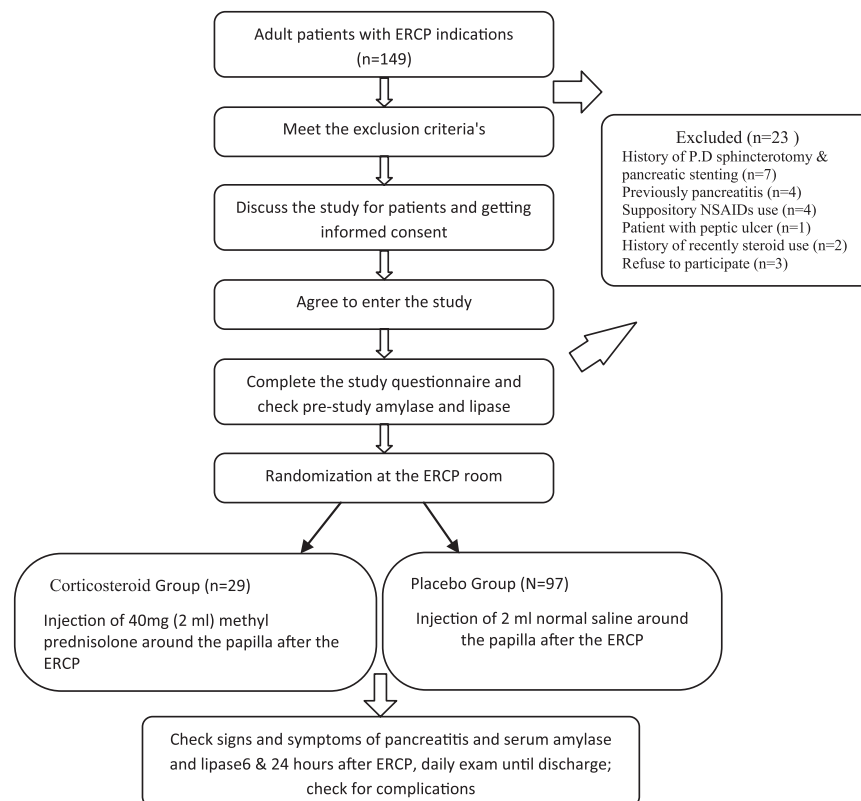 Adult patients with ERCP indications
(n=149)
Meet the exclusion criteria's
Excluded (n=23 )
History of P.D sphincterotomy &
pancreatic stenting (n=7)
Previously pancreatitis (n=4)
Suppository NSAIDs use (n=4)
Patient with peptic ulcer (n=1)
History of recently steroid use (n=2)
Refuse to participate (n=3)
Discuss the study for patients and getting
informed consent
Agree to enter the study
Complete the study questionnaire and
check pre-study amylase and lipase
Randomization at the ERCP room
Corticosteroid Group (n=29)
Injection of 40mg (2 ml) methyl
prednisolone around the papilla after the
ERCP
Placebo Group (N=97)
Injection of 2 ml normal saline around
the papilla after the ERCP
Check signs and symptoms of pancreatitis and serum amylase
and lipase6 & 24 hours after ERCP, daily exam until discharge;
check for complications